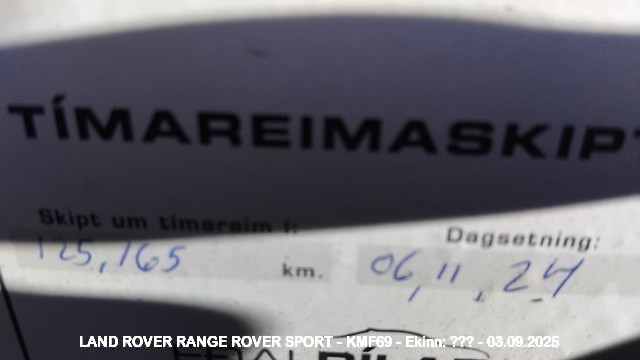 TÍMAREIMASKIPT
Skipt um tímareim í:
Dagsetning:
125,165 km. 06,11,24
BÍLAR
LAND ROVER RANGE ROVER SPORT - KMF69 - Ekinn: ??? - 03.09.2025